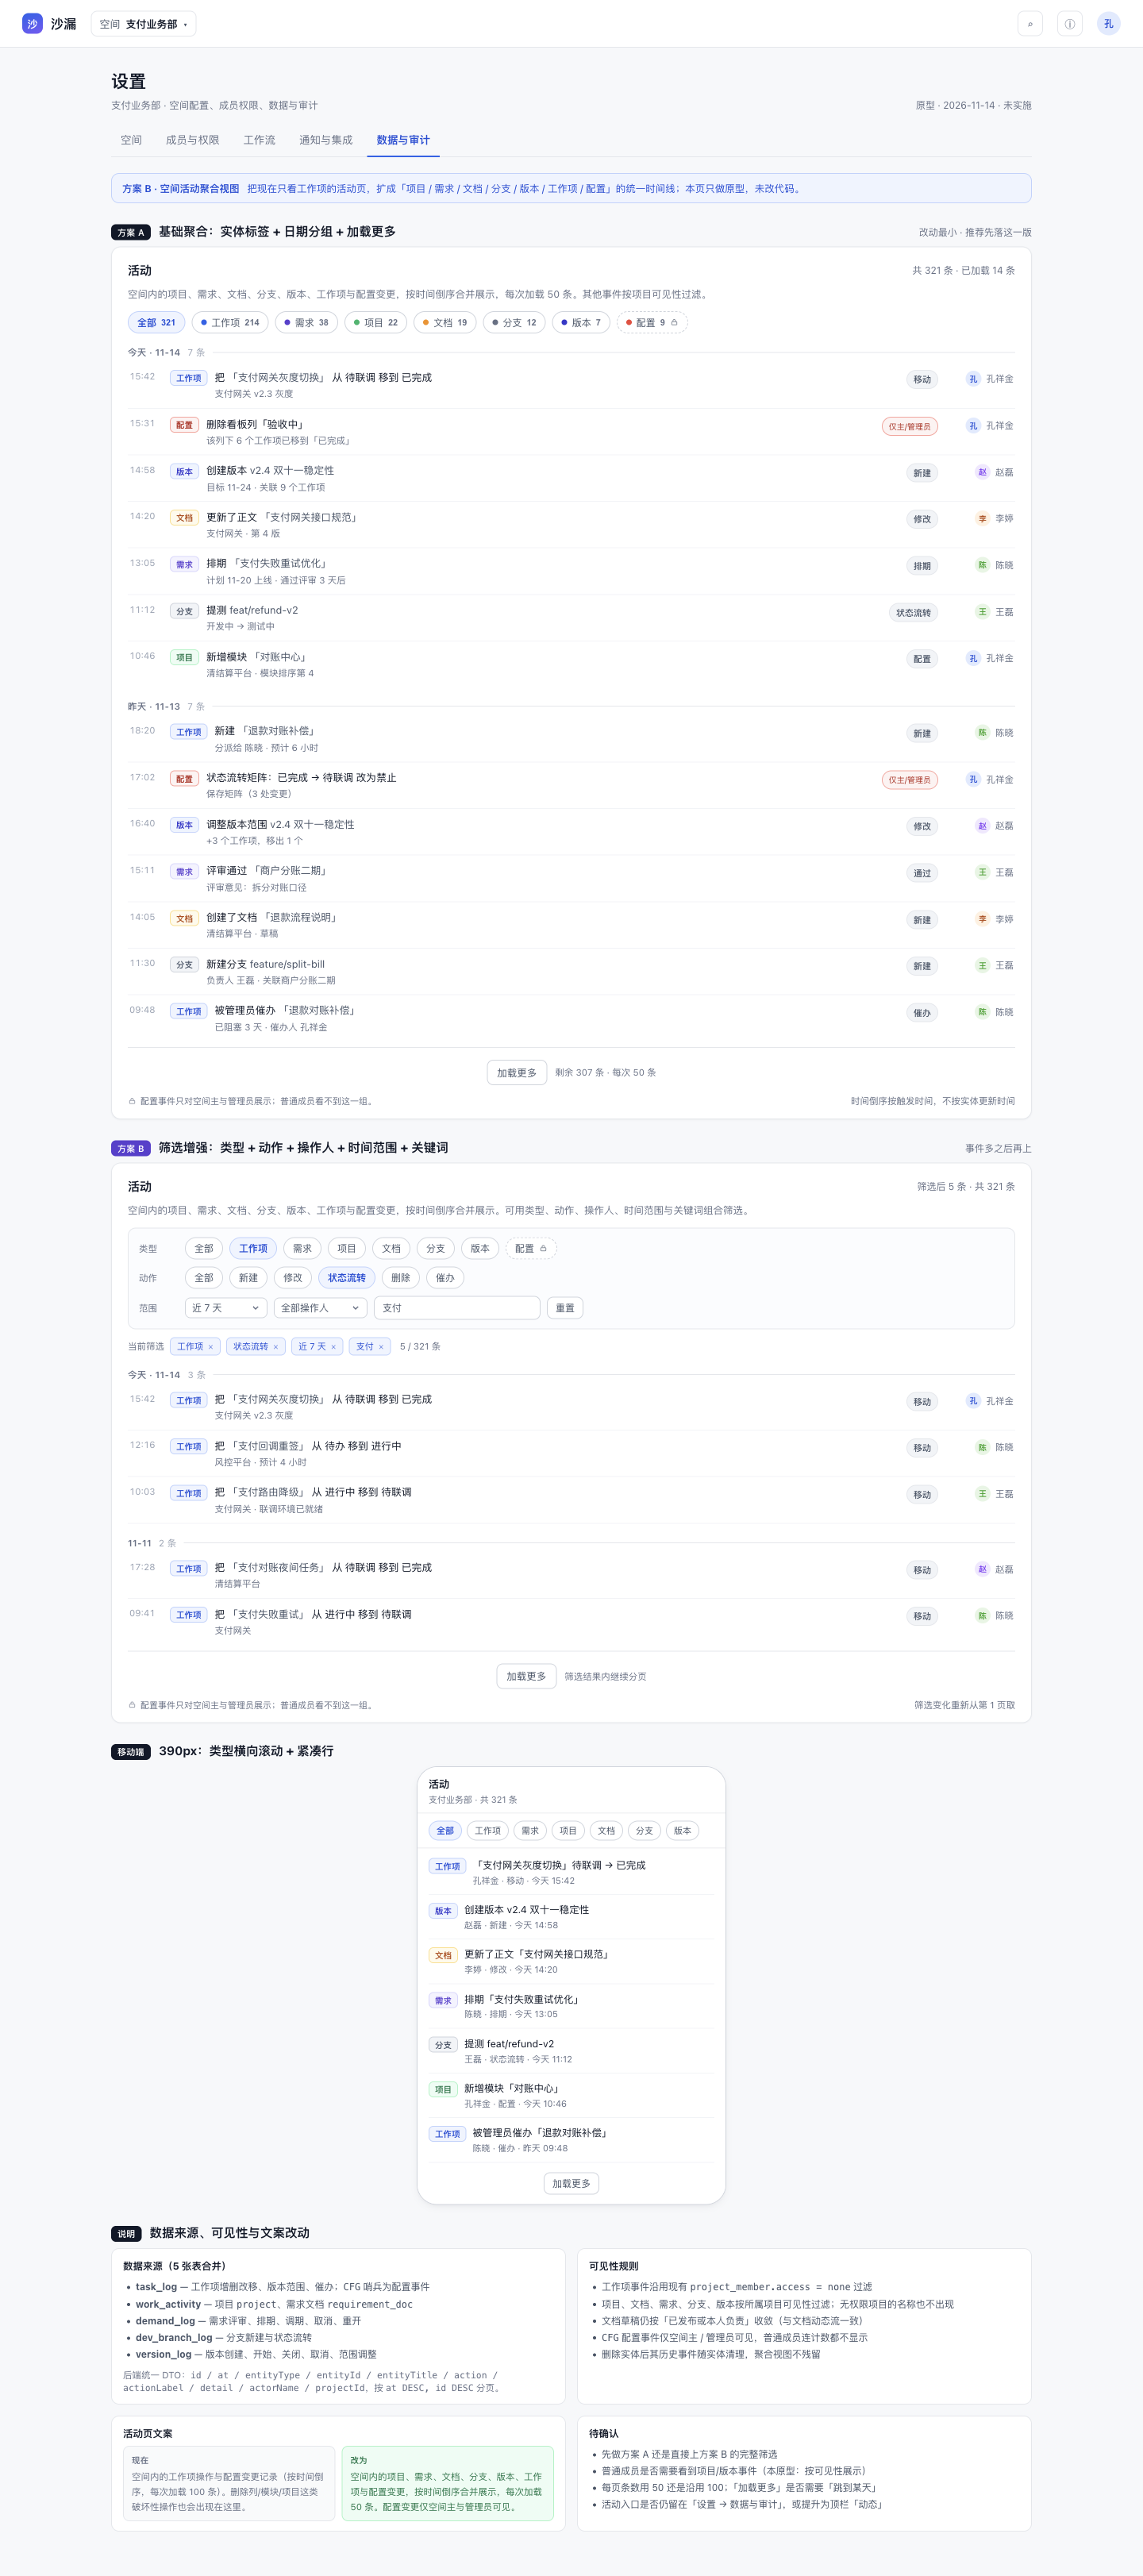 沙 沙漏 空间 支付业务部 孔
设置
支付业务部 · 空间配置、成员权限、数据与审计 原型 · 2026-11-14 · 未实施
空间 成员与权限 工作流 通知与集成 数据与审计
方案 B · 空间活动聚合视图 把现在只看工作项的活动页，扩成「项目 / 需求 / 文档 / 分支 / 版本 / 工作项 / 配置」的统一时间线；本页只做原型，未改代码。
方案 A 基础聚合：实体标签 + 日期分组 + 加载更多 改动最小 · 推荐先落这一版
活动 共 321 条 · 已加载 14 条
空间内的项目、需求、文档、分支、版本、工作项与配置变更，按时间倒序合并展示，每次加载 50 条。其他事件按项目可见性过滤。
全部 321 工作项 214 需求 38 项目 22 文档 19 分支 12 版本 7 配置 9
今天 · 11-14 7 条
15:42 工作项 把 「支付网关灰度切换」 从 待联调 移到 已完成 移动 孔 孔祥金
支付网关 v2.3 灰度
15:31 配置 删除看板列「验收中」 仅主/管理员 孔 孔祥金
该列下 6 个工作项已移到「已完成」
14:58 版本 创建版本 v2.4 双十一稳定性 新建 赵 赵磊
目标 11-24 · 关联 9 个工作项
14:20 文档 更新了正文 「支付网关接口规范」 修改 李 李婷
支付网关 · 第 4 版
13:05 需求 排期 「支付失败重试优化」 排期 陈 陈晓
计划 11-20 上线 · 通过评审 3 天后
11:12 分支 提测 feat/refund-v2 状态流转 王 王磊
开发中 → 测试中
10:46 项目 新增模块 「对账中心」 配置 孔 孔祥金
清结算平台 · 模块排序第 4
昨天 · 11-13 7 条
18:20 工作项 新建 「退款对账补偿」 新建 陈 陈晓
分派给 陈晓 · 预计 6 小时
17:02 配置 状态流转矩阵：已完成 → 待联调 改为禁止 仅主/管理员 孔 孔祥金
保存矩阵（3 处变更）
16:40 版本 调整版本范围 v2.4 双十一稳定性 修改 赵 赵磊
+3 个工作项，移出 1 个
15:11 需求 评审通过 「商户分账二期」 通过 王 王磊
评审意见：拆分对账口径
14:05 文档 创建了文档 「退款流程说明」 新建 李 李婷
清结算平台 · 草稿
11:30 分支 新建分支 feature/split-bill 新建 王 王磊
负责人 王磊 · 关联商户分账二期
09:48 工作项 被管理员催办 「退款对账补偿」 催办 陈 陈晓
已阻塞 3 天 · 催办人 孔祥金
加载更多 剩余 307 条 · 每次 50 条
配置事件只对空间主与管理员展示；普通成员看不到这一组。 时间倒序按触发时间，不按实体更新时间
方案 B 筛选增强：类型 + 动作 + 操作人 + 时间范围 + 关键词 事件多之后再上
活动 筛选后 5 条 · 共 321 条
空间内的项目、需求、文档、分支、版本、工作项与配置变更，按时间倒序合并展示。可用类型、动作、操作人、时间范围与关键词组合筛选。
类型 全部 工作项 需求 项目 文档 分支 版本 配置
动作 全部 新建 修改 状态流转 删除 催办
范围 近 7 天 全部操作人 支付 重置
当前筛选 工作项 × 状态流转 × 近 7 天 × 支付 × 5 / 321 条
今天 · 11-14 3 条
15:42 工作项 把 「支付网关灰度切换」 从 待联调 移到 已完成 移动 孔 孔祥金
支付网关 v2.3 灰度
12:16 工作项 把 「支付回调重签」 从 待办 移到 进行中 移动 陈 陈晓
风控平台 · 预计 4 小时
10:03 工作项 把 「支付路由降级」 从 进行中 移到 待联调 移动 王 王磊
支付网关 · 联调环境已就绪
11-11 2 条
17:28 工作项 把 「支付对账夜间任务」 从 待联调 移到 已完成 移动 赵 赵磊
清结算平台
09:41 工作项 把 「支付失败重试」 从 进行中 移到 待联调 移动 陈 陈晓
支付网关
加载更多 筛选结果内继续分页
配置事件只对空间主与管理员展示；普通成员看不到这一组。 筛选变化重新从第 1 页取
移动端 390px：类型横向滚动 + 紧凑行
活动
支付业务部 · 共 321 条
全部 工作项 需求 项目 文档 分支 版本
工作项 「支付网关灰度切换」待联调 → 已完成
孔祥金 · 移动 · 今天 15:42
版本 创建版本 v2.4 双十一稳定性
赵磊 · 新建 · 今天 14:58
文档 更新了正文「支付网关接口规范」
李婷 · 修改 · 今天 14:20
需求 排期「支付失败重试优化」
陈晓 · 排期 · 今天 13:05
分支 提测 feat/refund-v2
王磊 · 状态流转 · 今天 11:12
项目 新增模块「对账中心」
孔祥金 · 配置 · 今天 10:46
工作项 被管理员催办「退款对账补偿」
陈晓 · 催办 · 昨天 09:48
加载更多
说明 数据来源、可见性与文案改动
数据来源（5 张表合并）
• task_log — 工作项增删改移、版本范围、催办；CFG 哨兵为配置事件
• work_activity — 项目 project、需求文档 requirement_doc
• demand_log — 需求评审、排期、调期、取消、重开
• dev_branch_log — 分支新建与状态流转
• version_log — 版本创建、开始、关闭、取消、范围调整
后端统一 DTO：id / at / entityType / entityId / entityTitle / action /
actionLabel / detail / actorName / projectId，按 at DESC, id DESC 分页。
可见性规则
• 工作项事件沿用现有 project_member.access = none 过滤
• 项目、文档、需求、分支、版本按所属项目可见性过滤；无权限项目的名称也不出现
• 文档草稿仍按「已发布或本人负责」收敛（与文档动态流一致）
• CFG 配置事件仅空间主 / 管理员可见，普通成员连计数都不显示
• 删除实体后其历史事件随实体清理，聚合视图不残留
活动页文案
现在
空间内的工作项操作与配置变更记录（按时间倒
序，每次加载 100 条）。删除列/模块/项目这类
破坏性操作也会出现在这里。
改为
空间内的项目、需求、文档、分支、版本、工作
项与配置变更，按时间倒序合并展示，每次加载
50 条。配置变更仅空间主与管理员可见。
待确认
• 先做方案 A 还是直接上方案 B 的完整筛选
• 普通成员是否需要看到项目/版本事件（本原型：按可见性展示）
• 每页条数用 50 还是沿用 100；「加载更多」是否需要「跳到某天」
• 活动入口是否仍留在「设置 → 数据与审计」，或提升为顶栏「动态」